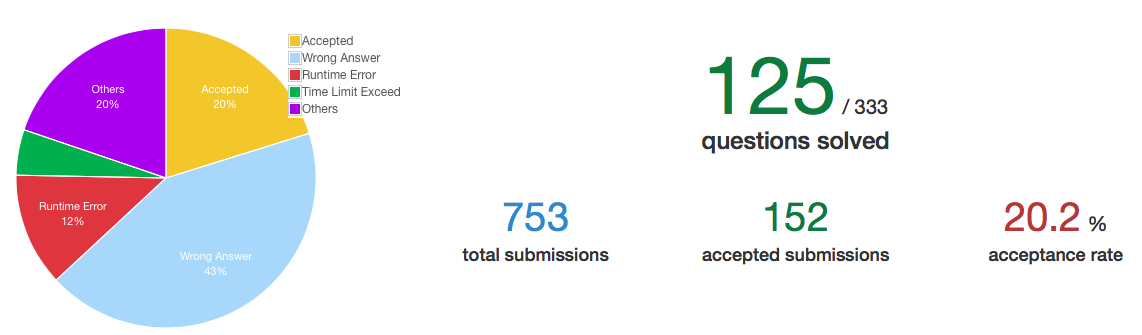 Others
20%
Accepted
20%
Runtime Error
12%
Wrong Answer
43%
Accepted
Wrong Answer
Runtime Error
Time Limit Exceed
Others
125 / 333
questions solved
753
total submissions
152
accepted submissions
20.2 %
acceptance rate